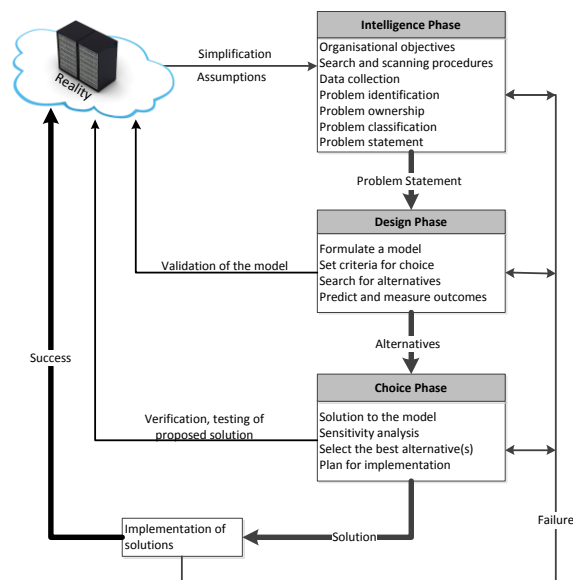 Intelligence Phase
Organisational objectives
Search and scanning procedures
Data collection
Problem identification
Problem ownership
Problem classification
Problem statement
Simplification
Assumptions
Reality
Problem Statement
Design Phase
Formulate a model
Set criteria for choice
Search for alternatives
Predict and measure outcomes
Validation of the model
Alternatives
Success
Choice Phase
Solution to the model
Sensitivity analysis
Select the best alternative(s)
Plan for implementation
Verification, testing of
proposed solution
Failure
Implementation of
solutions
Solution